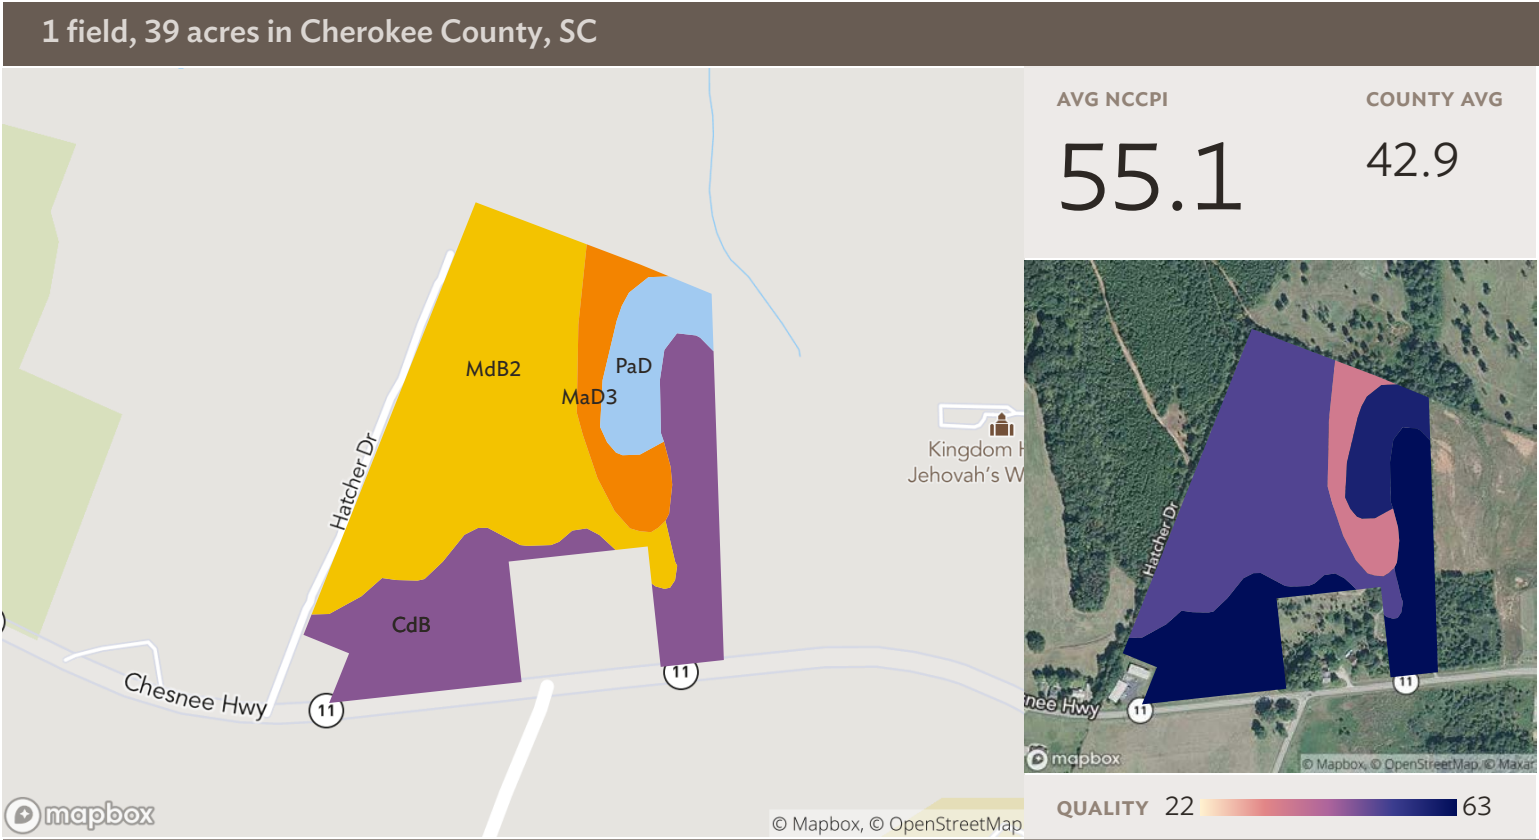 1 field, 39 acres in Cherokee County, SC
AVG NCCPI
COUNTY AVG
55.1
42.9
MdB2
PaD
MaD3
Hatcher Dr
Kingdom H
Jehovah's W
CdB
Chesnee Hwy
11
11
mapbox
© Mapbox, © OpenStreetMap
Hatcher Dr
nee Hwy
11
11
mapbox
© Mapbox, © OpenStreetMap, © Maxar
QUALITY 22 63